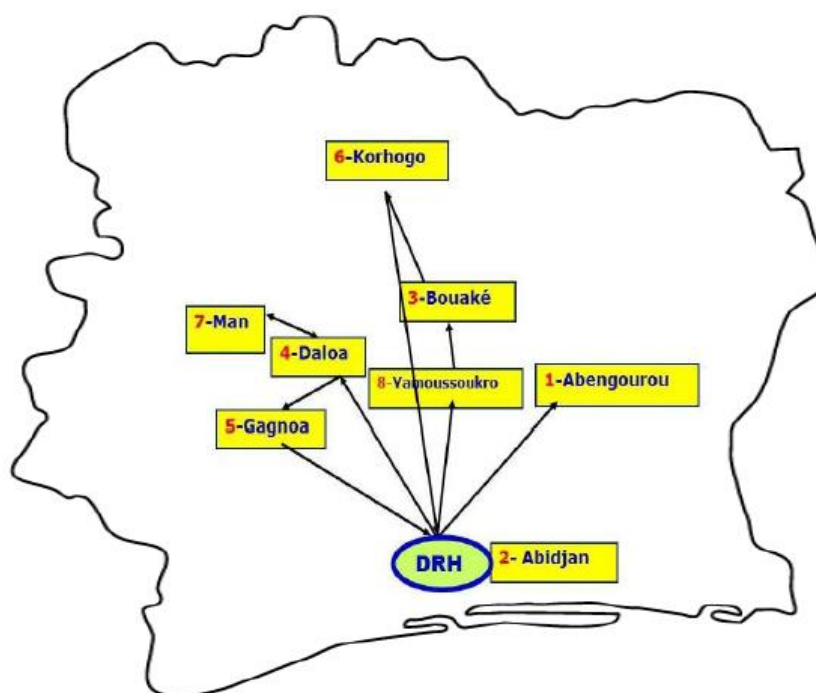 6-Korhogo
3-Bouaké
7-Man
4-Daloa
8-Yamoussoukro
1-Abengourou
5-Gagnoa
DRH
2- Abidjan